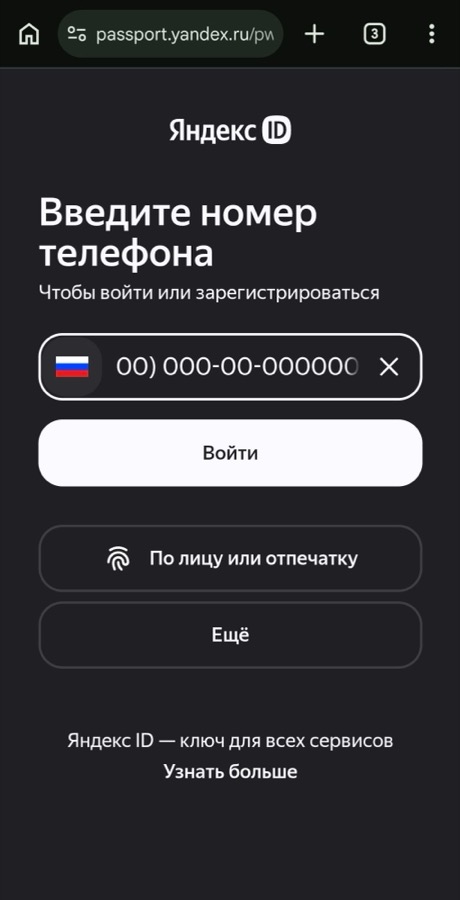 passport.yandex.ru/pw
3
Яндекс ID
Введите номер
телефона
Чтобы войти или зарегистрироваться
00) 000-00-000000
Войти
По лицу или отпечатку
Ещё
Яндекс ID — ключ для всех сервисов
Узнать больше